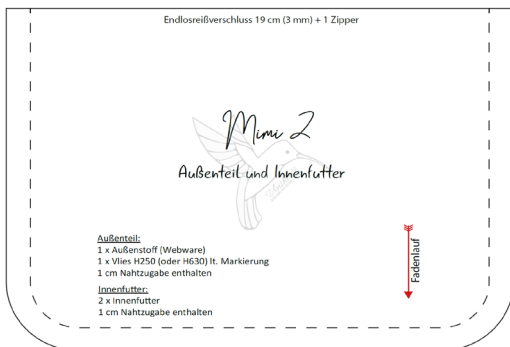 Endlosreißverschluss 19 cm (3 mm) + 1 Zipper
Mimi 2
Außenteil und Innenfutter
Außenteil:
1 x Außenstoff (Webware)
1 x Vlies H250 (oder H630) lt. Markierung
1 cm Nahtzugabe enthalten
Innenfutter:
2 x Innenfutter
1 cm Nahtzugabe enthalten
Fadenlauf